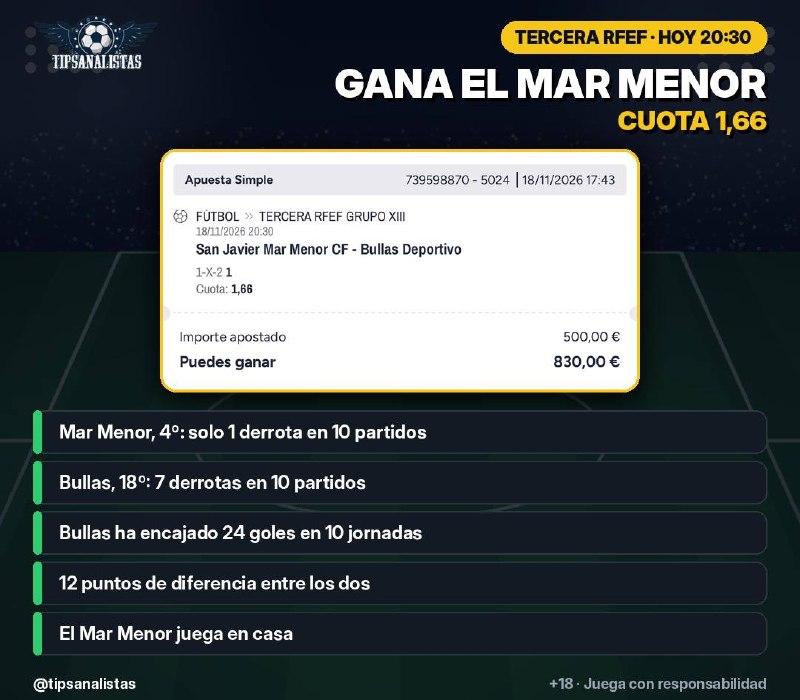 TIPSANALISTAS
TERCERA RFEF · HOY 20:30
GANA EL MAR MENOR
CUOTA 1,66
Apuesta Simple 739598870 - 5024 | 18/11/2026 17:43
FÚTBOL » TERCERA RFEF GRUPO XIII
18/11/2026 20:30
San Javier Mar Menor CF - Bullas Deportivo
1-X-2 1
Cuota: 1,66
Importe apostado 500,00 €
Puedes ganar 830,00 €
Mar Menor, 4º: solo 1 derrota en 10 partidos
Bullas, 18º: 7 derrotas en 10 partidos
Bullas ha encajado 24 goles en 10 jornadas
12 puntos de diferencia entre los dos
El Mar Menor juega en casa
@tipsanalistas +18 · Juega con responsabilidad